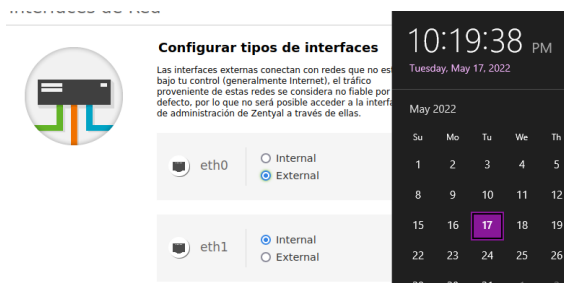 Interfaces de Red
Configurar tipos de interfaces
Las interfaces externas conectan con redes que no es
bajo tu control (generalmente Internet), el tráfico
proveniente de estas redes se considera no fiable por
defecto, por lo que no será posible acceder a la interfa
de administración de Zentyal a través de ellas.
eth0
Internal
External
eth1
Internal
External
10:19:38 PM
Tuesday, May 17, 2022
May 2022
Su Mo Tu We Th
1 2 3 4 5
8 9 10 11 12
15 16 17 18 19
22 23 24 25 26
29 30 31